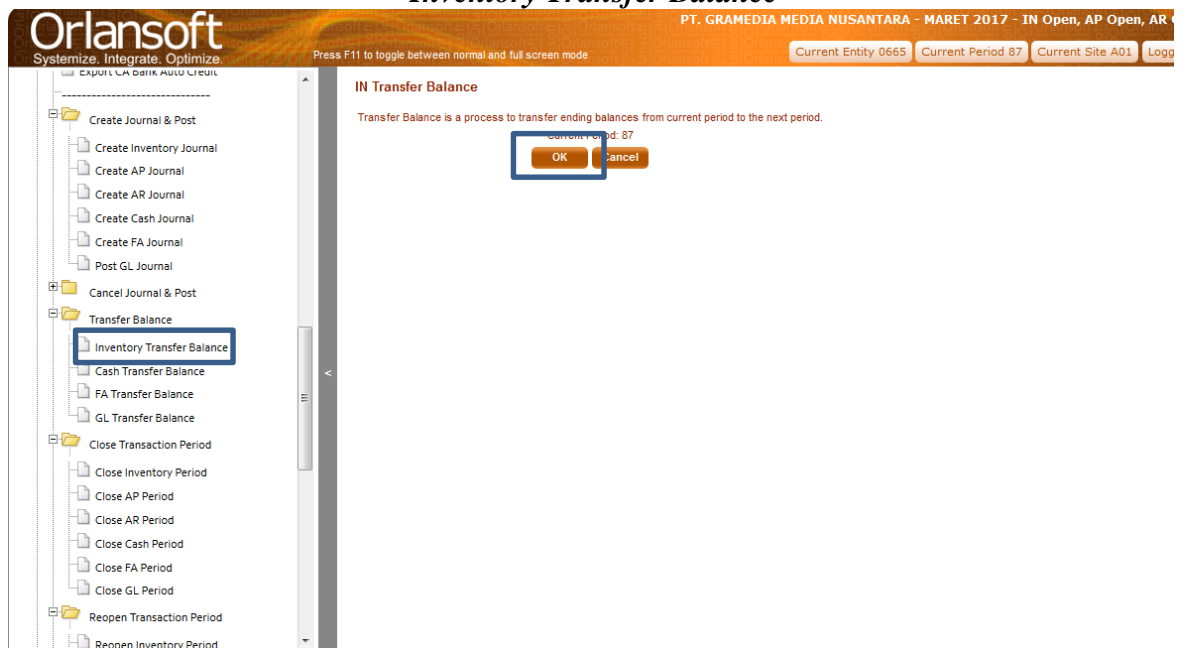 Inventory Transfer Balance
Orlansoft
Systemize. Integrate. Optimize.
PT. GRAMEDIA MEDIA NUSANTARA - MARET 2017 - IN Open, AP Open, AR
Press F11 to toggle between normal and full screen mode
Current Entity 0665
Current Period 87
Current Site A01
Logg
Export CA Bank Auto Credit
------------------------------
Create Journal & Post
Create Inventory Journal
Create AP Journal
Create AR Journal
Create Cash Journal
Create FA Journal
Post GL Journal
Cancel Journal & Post
Transfer Balance
Inventory Transfer Balance
Cash Transfer Balance
FA Transfer Balance
GL Transfer Balance
Close Transaction Period
Close Inventory Period
Close AP Period
Close AR Period
Close Cash Period
Close FA Period
Close GL Period
Reopen Transaction Period
Reopen Inventory Period
<
IN Transfer Balance
Transfer Balance is a process to transfer ending balances from current period to the next period.
Current Period: 87
OK
Cancel